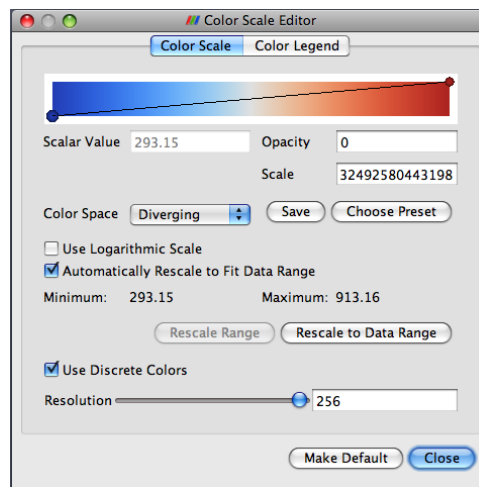 Color Scale Editor
Color Scale Color Legend
Scalar Value 293.15 Opacity 0
Scale 32492580443198
Color Space Diverging Save Choose Preset
Use Logarithmic Scale
Automatically Rescale to Fit Data Range
Minimum: 293.15 Maximum: 913.16
Rescale Range Rescale to Data Range
Use Discrete Colors
Resolution 256
Make Default Close